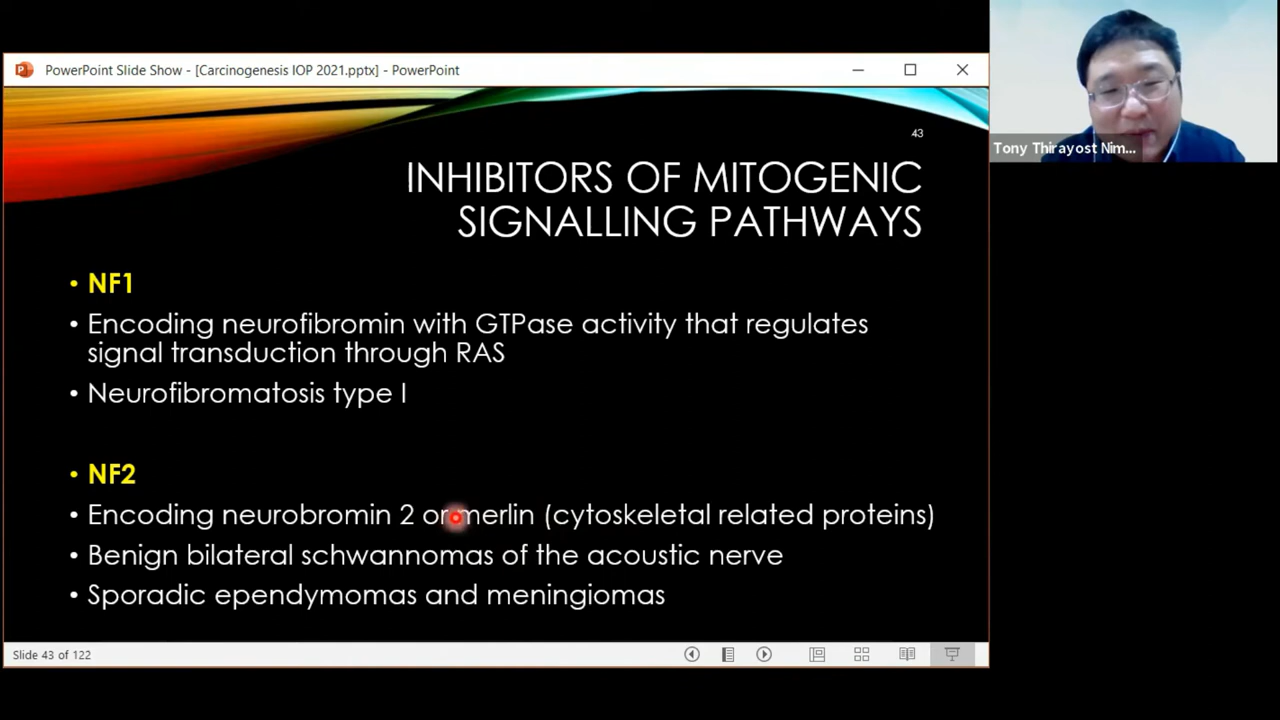 PowerPoint Slide Show - [Carcinogenesis IOP 2021.pptx] - PowerPoint
Tony Thirayost Nim...
43
INHIBITORS OF MITOGENIC
SIGNALLING PATHWAYS
• NF1
• Encoding neurofibromin with GTPase activity that regulates
signal transduction through RAS
• Neurofibromatosis type I
• NF2
• Encoding neurobromin 2 or merlin (cytoskeletal related proteins)
• Benign bilateral schwannomas of the acoustic nerve
• Sporadic ependymomas and meningiomas
Slide 43 of 122